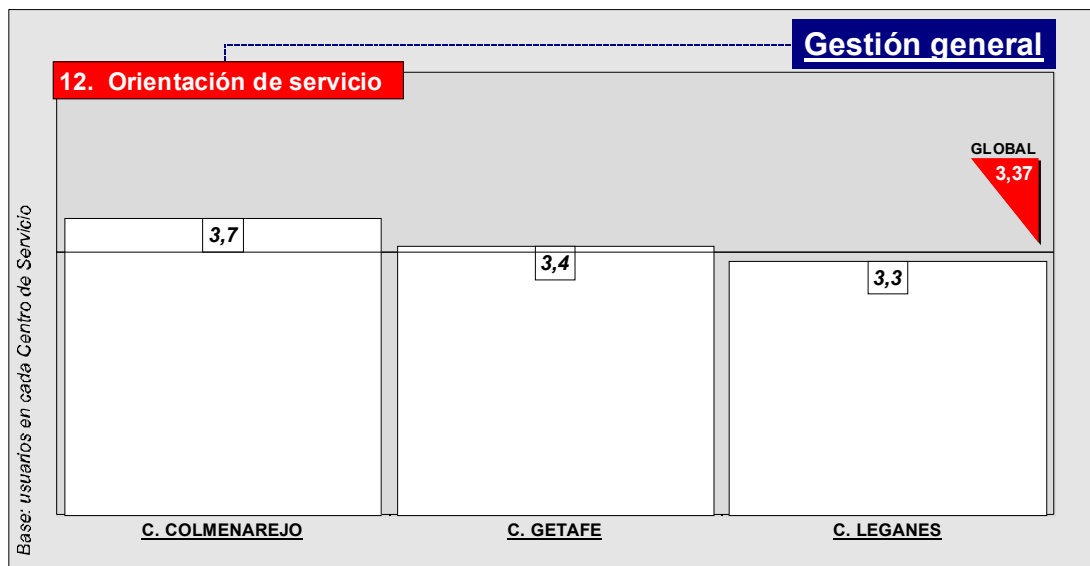 Gestión general
12. Orientación de servicio
GLOBAL
3,37
Base: usuarios en cada Centro de Servicio
3,7
3,4
3,3
C. COLMENAREJO
C. GETAFE
C. LEGANES